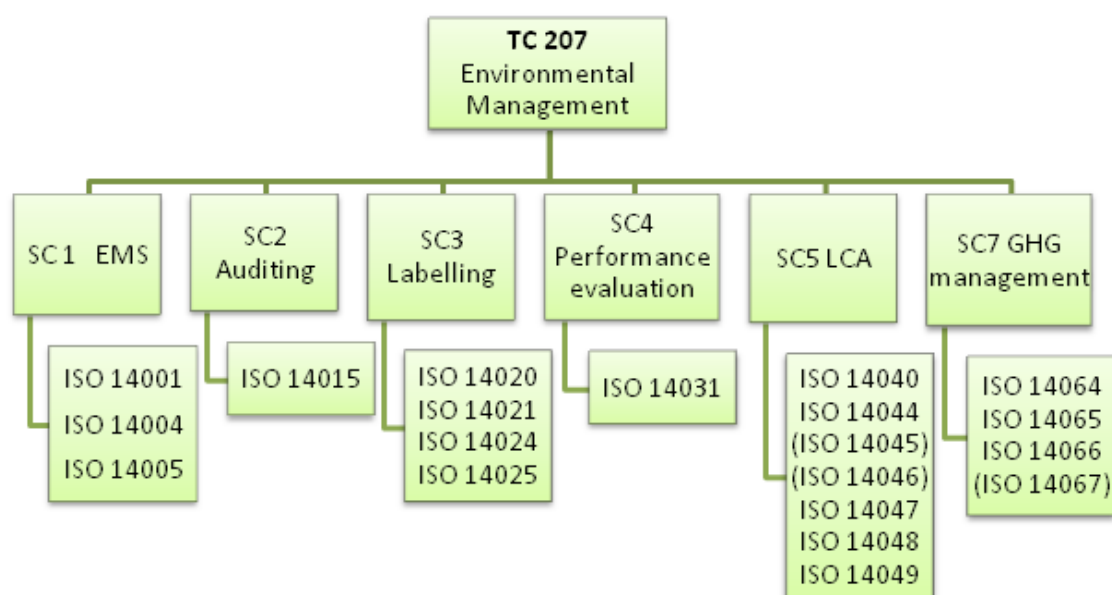 TC 207
Environmental
Management
SC 1 EMS
SC2
Auditing
SC3
Labelling
SC4
Performance
evaluation
SC5 LCA
SC7 GHG
management
ISO 14001
ISO 14004
ISO 14005
ISO 14015
ISO 14020
ISO 14021
ISO 14024
ISO 14025
ISO 14031
ISO 14040
ISO 14044
(ISO 14045)
(ISO 14046)
ISO 14047
ISO 14048
ISO 14049
ISO 14064
ISO 14065
ISO 14066
(ISO 14067)